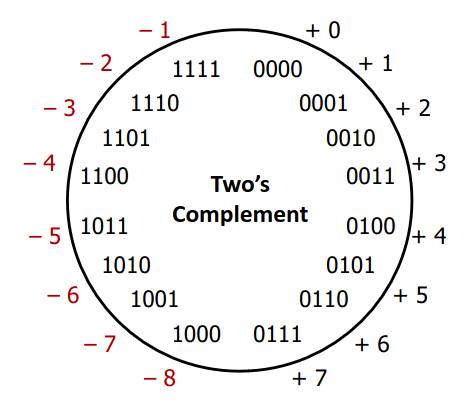 − 1 + 0
− 2 1111 0000 + 1
− 3 1110 0001 + 2
1101 0010
− 4 1100 0011 + 3
Two's
Complement
− 5 1011 0100 + 4
1010 0101
− 6 1001 0110 + 5
− 7 1000 0111 + 6
− 8 + 7